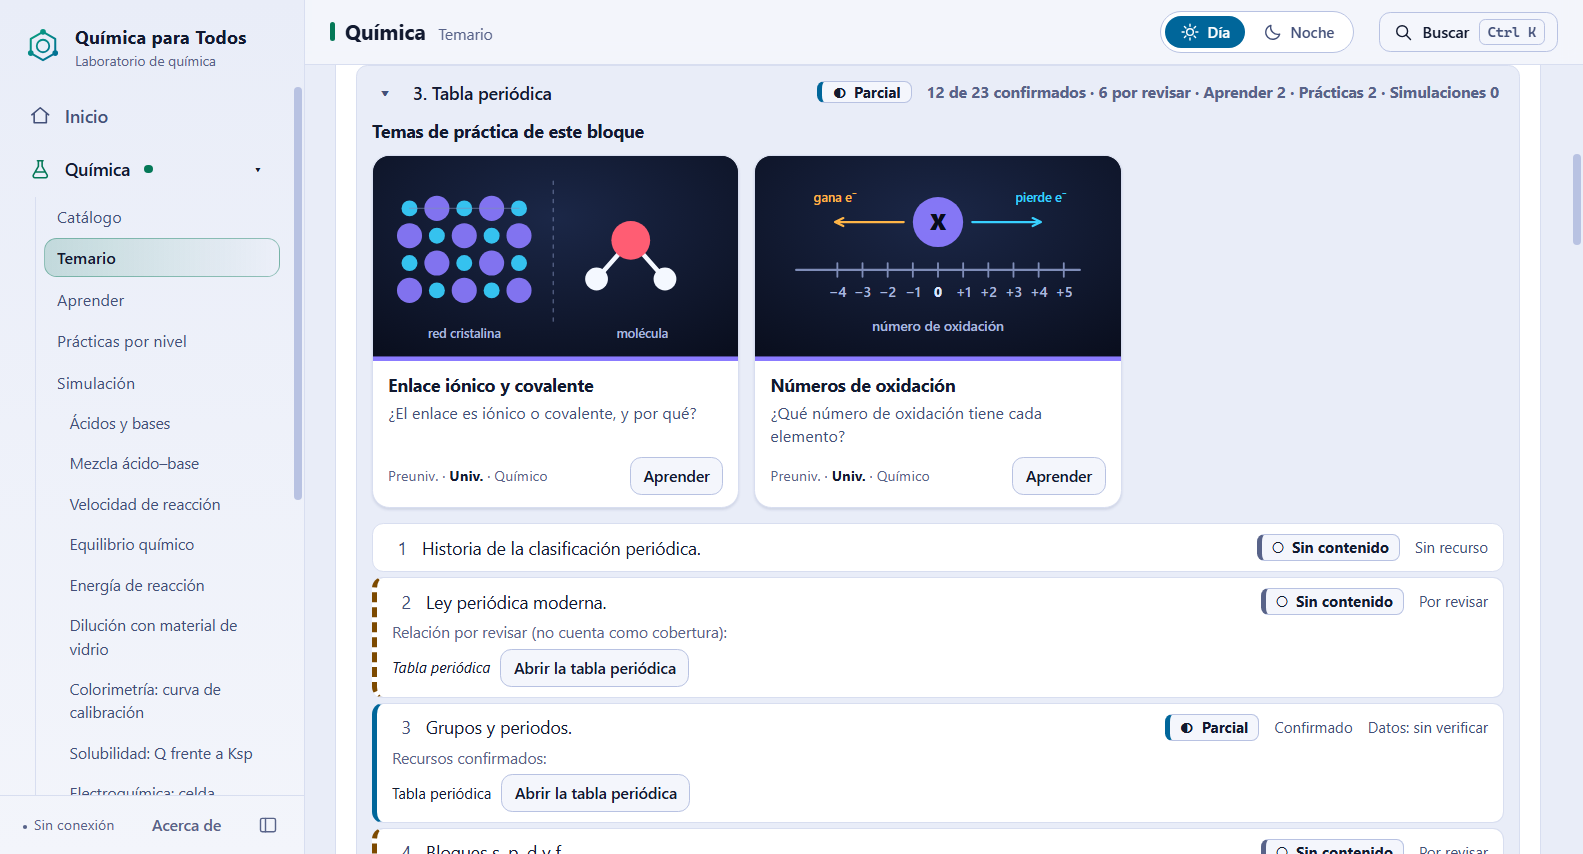 Química para Todos
Laboratorio de química
Inicio
Química
Catálogo
Temario
Aprender
Prácticas por nivel
Simulación
Ácidos y bases
Mezcla ácido–base
Velocidad de reacción
Equilibrio químico
Energía de reacción
Dilución con material de
vidrio
Colorimetría: curva de
calibración
Solubilidad: Q frente a Ksp
Electroquímica: celda
Sin conexión
Acerca de
Química Temario
Día
Noche
Buscar Ctrl K
3. Tabla periódica
Parcial
12 de 23 confirmados · 6 por revisar · Aprender 2 · Prácticas 2 · Simulaciones 0
Temas de práctica de este bloque
red cristalina
molécula
Enlace iónico y covalente
¿El enlace es iónico o covalente, y por qué?
Preuniv. · Univ. · Químico
Aprender
gana e⁻
pierde e⁻
X
−4 −3 −2 −1 0 +1 +2 +3 +4 +5
número de oxidación
Números de oxidación
¿Qué número de oxidación tiene cada
elemento?
Preuniv. · Univ. · Químico
Aprender
1 Historia de la clasificación periódica.
Sin contenido
Sin recurso
2 Ley periódica moderna.
Sin contenido
Por revisar
Relación por revisar (no cuenta como cobertura):
Tabla periódica
Abrir la tabla periódica
3 Grupos y periodos.
Parcial
Confirmado
Datos: sin verificar
Recursos confirmados:
Tabla periódica
Abrir la tabla periódica
4 Bloques s, p, d y f.
Sin contenido
Por revisar